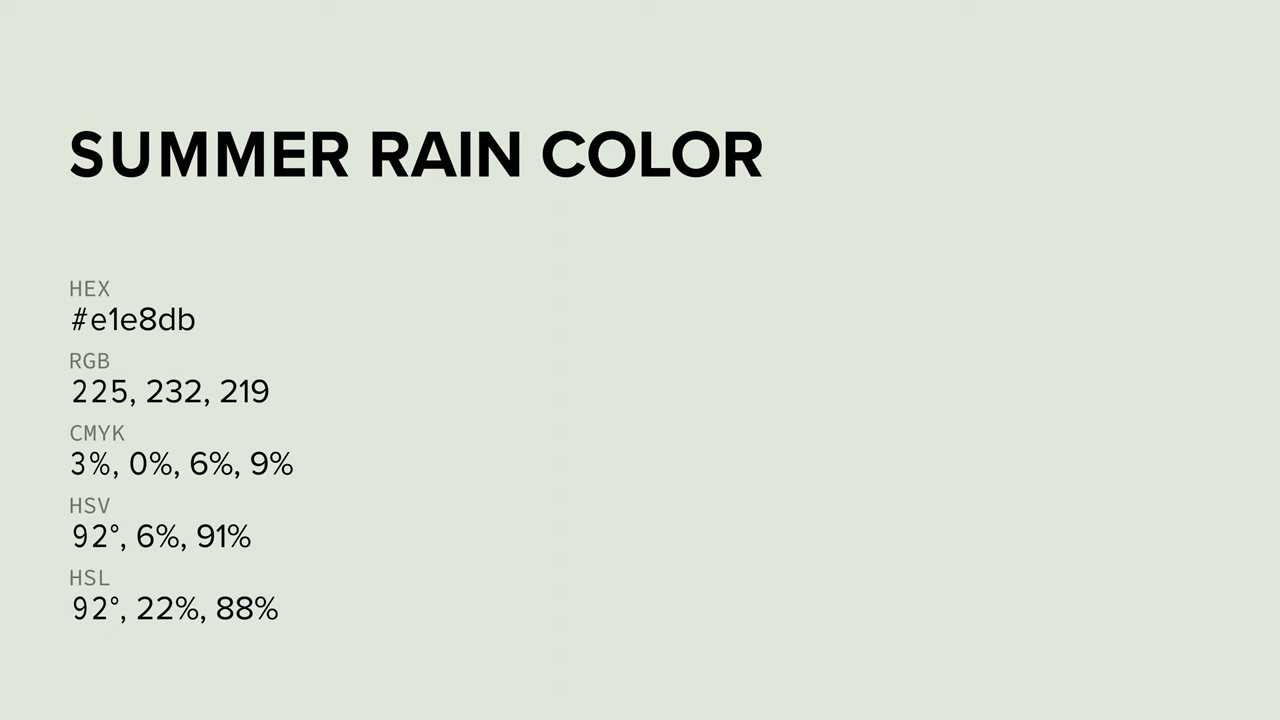 SUMMER RAIN COLOR
HEX
#e1e8db
RGB
225, 232, 219
CMYK
3%, 0%, 6%, 9%
HSV
92°, 6%, 91%
HSL
92°, 22%, 88%